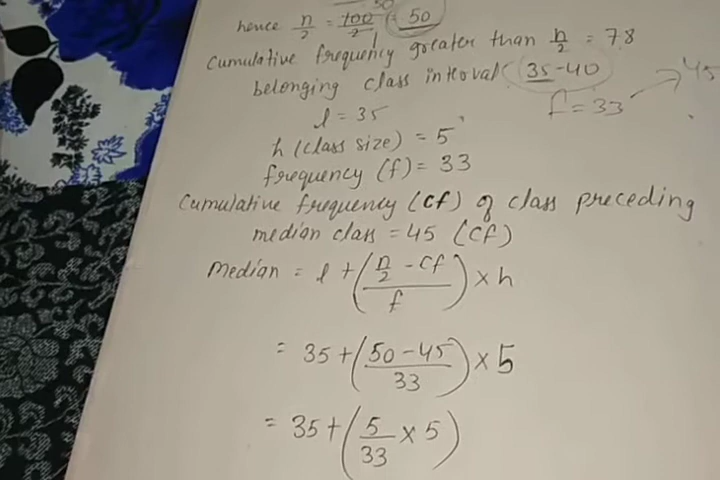 50
hence n/2 = 100/2 = 50
Cumulative frequency greater than n/2 = 78
belonging class interval 35-40
45
f = 33
l = 35
h (class size) = 5
frequency (f) = 33
Cumulative frequency (cf) of class preceding
median class = 45 (cf)
Median = l + (n/2 - cf / f) × h
= 35 + (50 - 45 / 33) × 5
= 35 + (5/33 × 5)